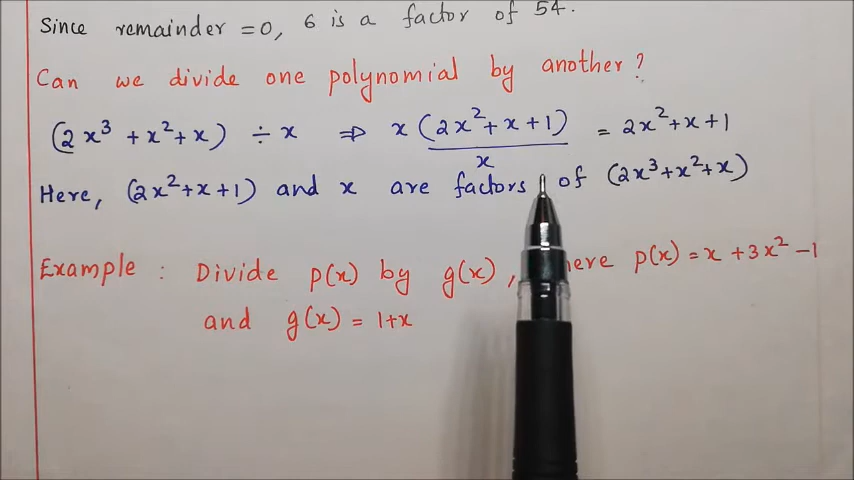 Since remainder = 0, 6 is a factor of 54.
Can we divide one polynomial by another?
(2x³ + x² + x) ÷ x ⇒ x(2x² + x + 1)/x = 2x² + x + 1
Here, (2x² + x + 1) and x are factors of (2x³ + x² + x)
Example : Divide p(x) by g(x), here p(x) = x + 3x² - 1
and g(x) = 1 + x